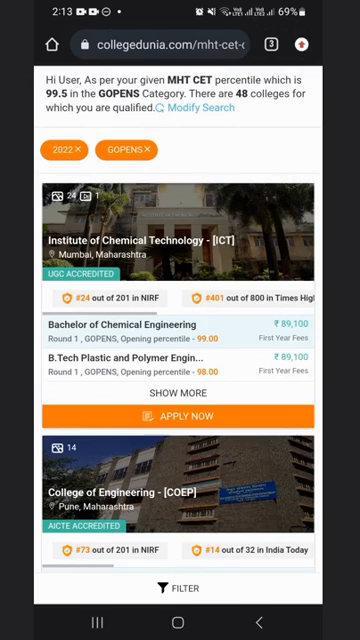 2:13
69%
collegedunia.com/mht-cet-c
3
Hi User, As per your given MHT CET percentile which is
99.5 in the GOPENS Category. There are 48 colleges for
which you are qualified. Modify Search
2022 ×
GOPENS ×
24 1
Institute of Chemical Technology - [ICT]
Mumbai, Maharashtra
UGC ACCREDITED
#24 out of 201 in NIRF
#401 out of 800 in Times High
Bachelor of Chemical Engineering
₹ 89,100
Round 1 , GOPENS, Opening percentile - 99.00
First Year Fees
B.Tech Plastic and Polymer Engin...
₹ 89,100
Round 1 , GOPENS, Opening percentile - 98.00
First Year Fees
SHOW MORE
APPLY NOW
14
College of Engineering - [COEP]
Pune, Maharashtra
AICTE ACCREDITED
#73 out of 201 in NIRF
#14 out of 32 in India Today
FILTER